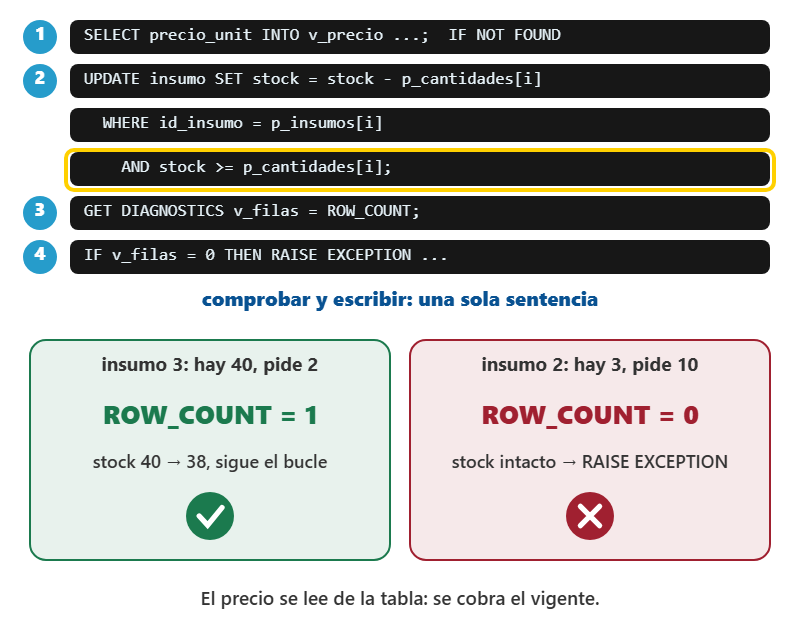 1 SELECT precio_unit INTO v_precio ...;  IF NOT FOUND
2 UPDATE insumo SET stock = stock - p_cantidades[i]
WHERE id_insumo = p_insumos[i]
AND stock >= p_cantidades[i];
3 GET DIAGNOSTICS v_filas = ROW_COUNT;
4 IF v_filas = 0 THEN RAISE EXCEPTION ...
comprobar y escribir: una sola sentencia
insumo 3: hay 40, pide 2
ROW_COUNT = 1
stock 40 → 38, sigue el bucle
insumo 2: hay 3, pide 10
ROW_COUNT = 0
stock intacto → RAISE EXCEPTION
El precio se lee de la tabla: se cobra el vigente.